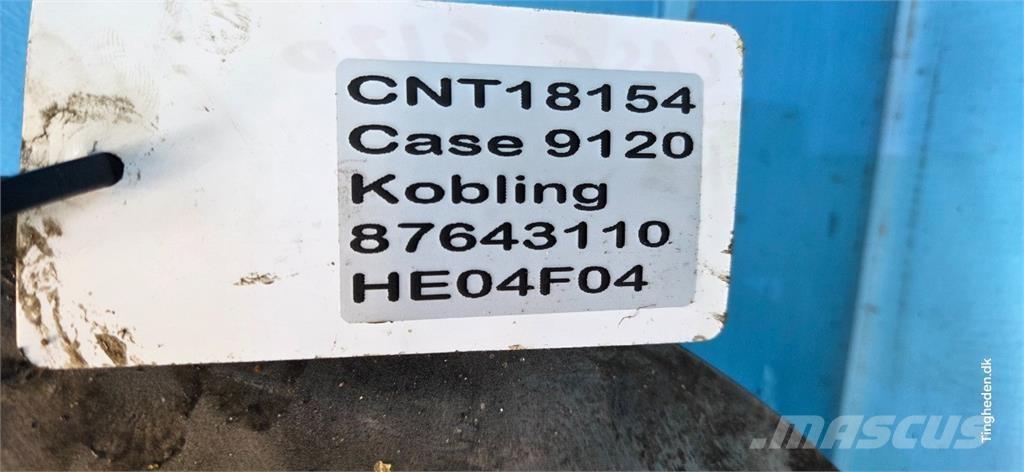 CNT18154
Case 9120
Kobling
87643110
HE04F04
Tingheden.dk
MASCUS